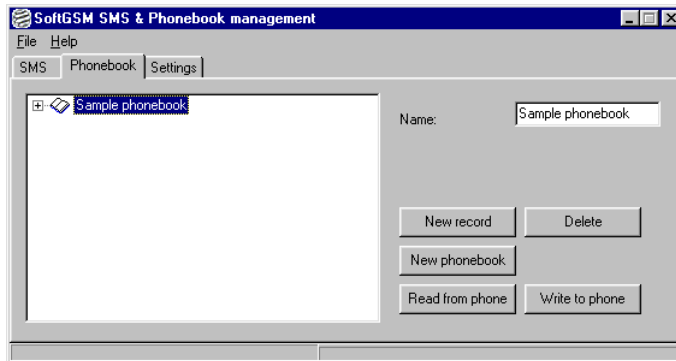 SoftGSM SMS & Phonebook management
File Help
SMS Phonebook Settings
Sample phonebook
Name: Sample phonebook
New record Delete
New phonebook
Read from phone Write to phone